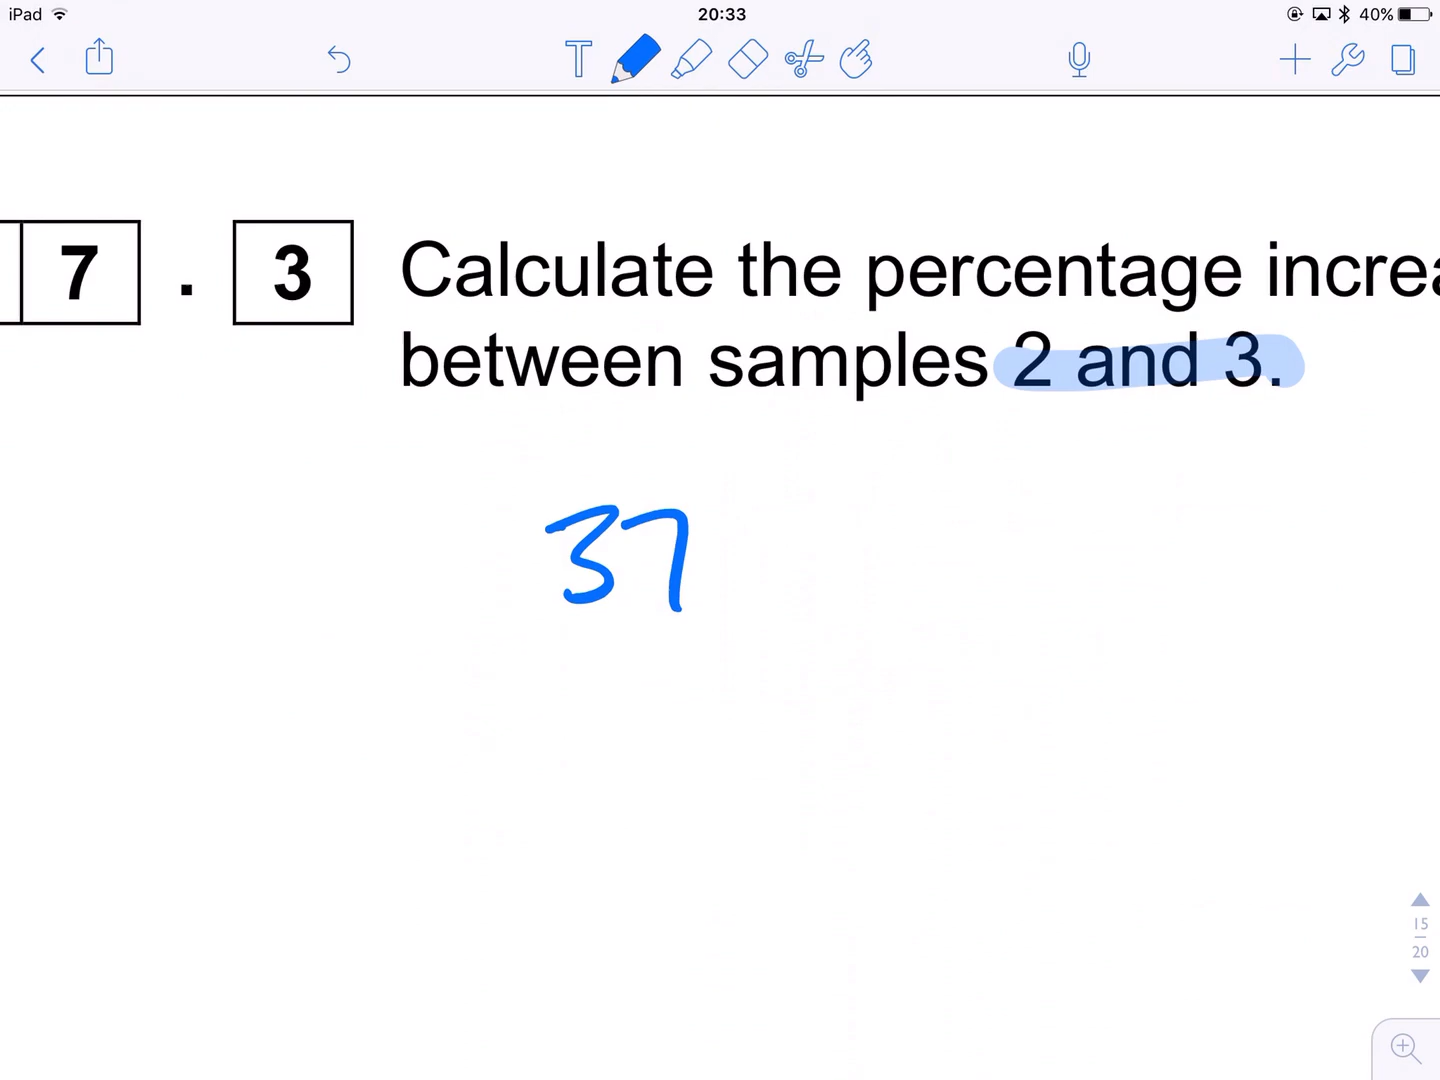 iPad 20:33 40%
T
7 . 3 Calculate the percentage increa
between samples 2 and 3.
37
15
20